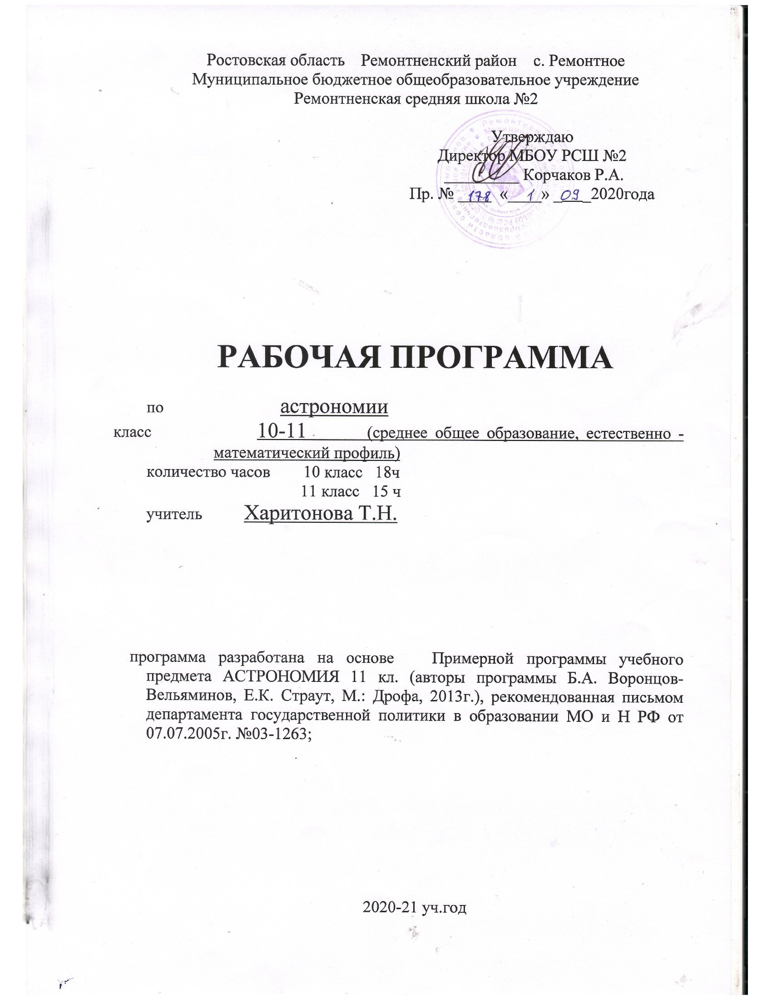 Ростовская область Ремонтненский район с. Ремонтное
Муниципальное бюджетное общеобразовательное учреждение
Ремонтненская средняя школа №2
Утверждаю
Директор МБОУ РСШ №2
_________ Корчаков Р.А.
Пр. № 178 « 1 » 09 2020года
РАБОЧАЯ ПРОГРАММА
по астрономии
класс 10-11 (среднее общее образование, естественно -
математический профиль)
количество часов 10 класс 18ч
11 класс 15 ч
учитель Харитонова Т.Н.
программа разработана на основе Примерной программы учебного
предмета АСТРОНОМИЯ 11 кл. (авторы программы Б.А. Воронцов-
Вельяминов, Е.К. Страут, М.: Дрофа, 2013г.), рекомендованная письмом
департамента государственной политики в образовании МО и Н РФ от
07.07.2005г. №03-1263;
2020-21 уч.год